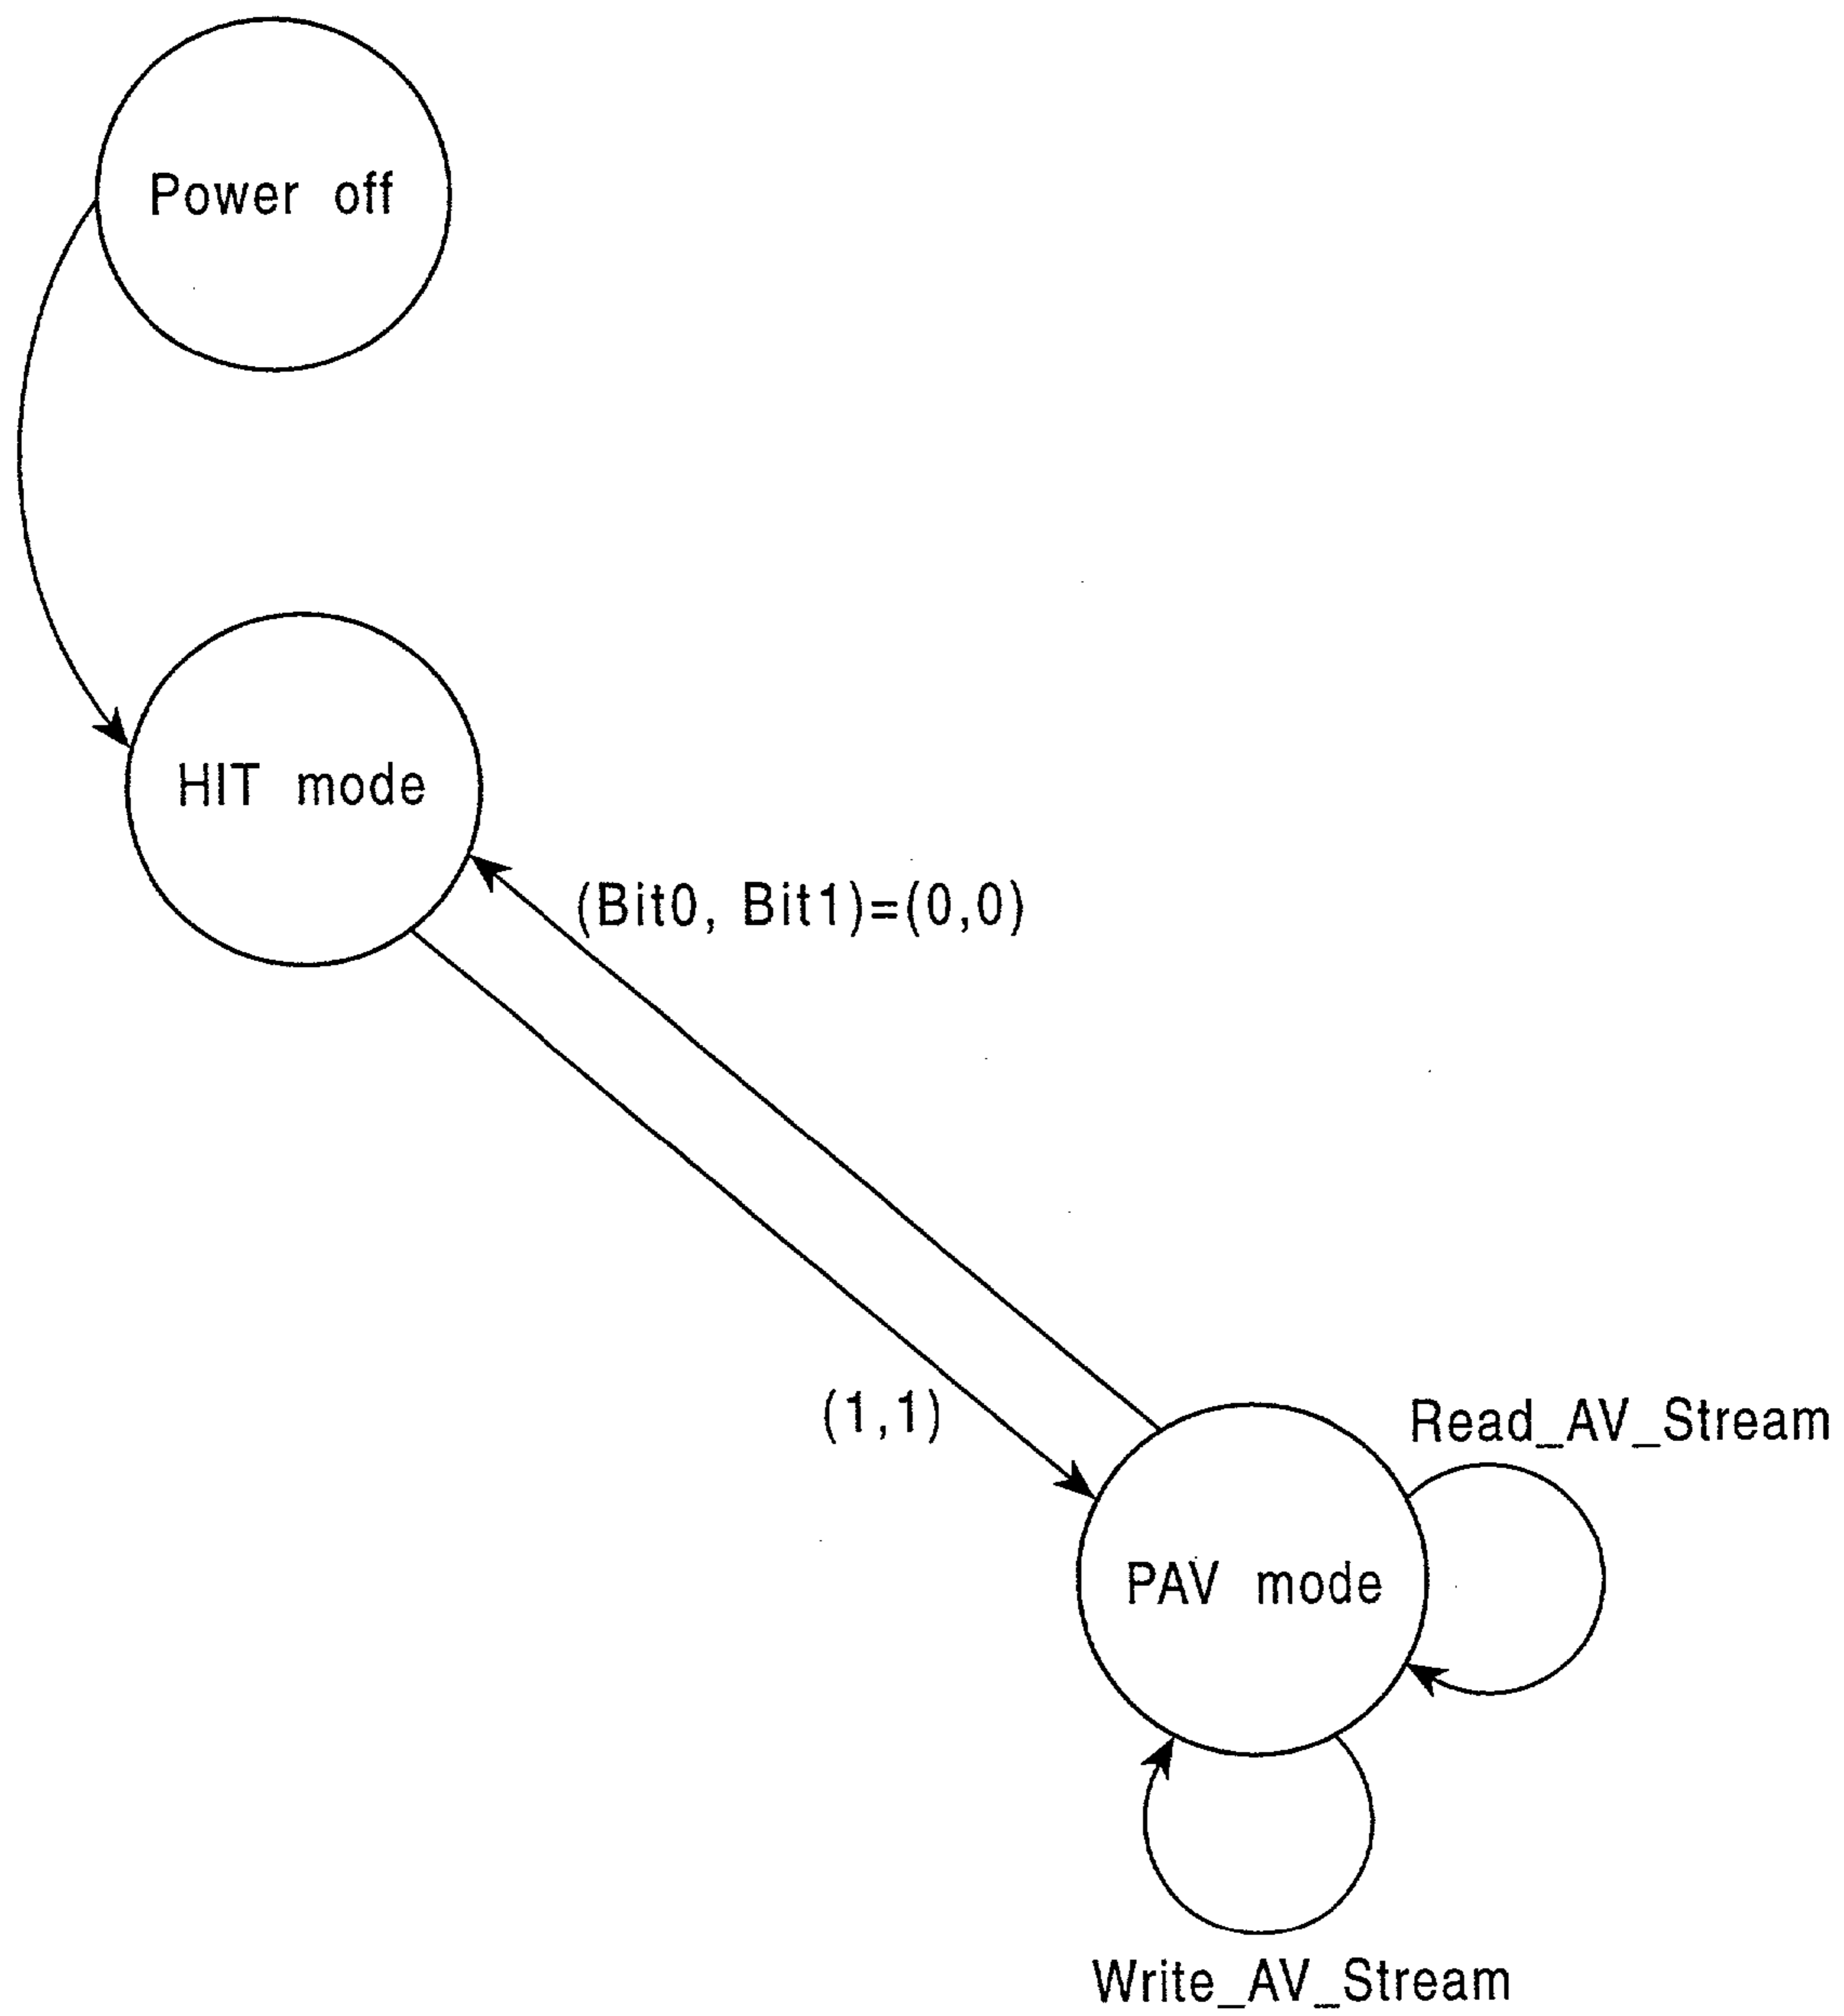 Power off
HIT mode
(Bit0, Bit1)=(0,0)
(1,1)
Read_AV_Stream
PAV mode
Write_AV_Stream